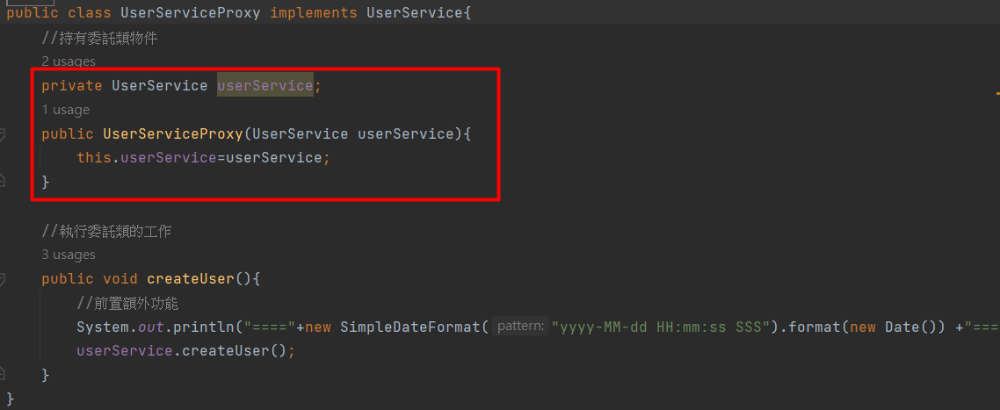 public class UserServiceProxy implements UserService{
//持有委託類物件
2 usages
private UserService userService;
1 usage
public UserServiceProxy(UserService userService){
this.userService=userService;
}
//執行委託類的工作
3 usages
public void createUser(){
//前置額外功能
System.out.println("===="+new SimpleDateFormat( pattern: "yyyy-MM-dd HH:mm:ss SSS").format(new Date()) +"===
userService.createUser();
}
}